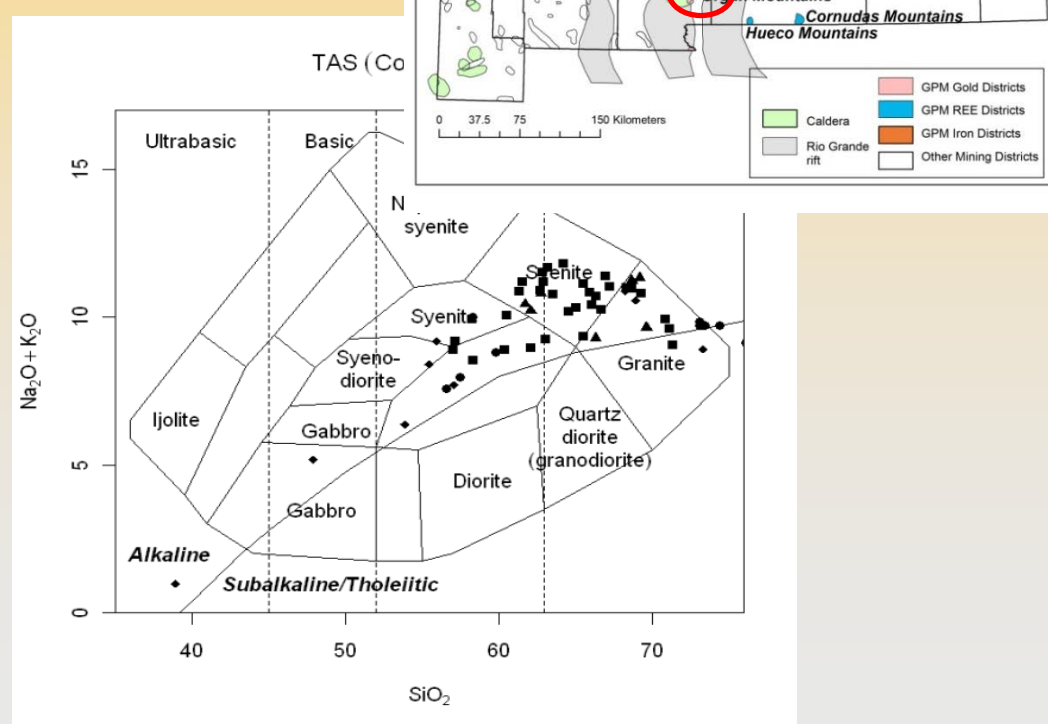 Mountains
Cornudas Mountains
Hueco Mountains
0 37.5 75 150 Kilometers
Caldera
Rio Grande
rift
GPM Gold Districts
GPM REE Districts
GPM Iron Districts
Other Mining Districts
TAS (Co
Ultrabasic
Basic
N
syenite
Syenite
Syenite
Syeno-
diorite
Ijolite
Gabbro
Gabbro
Diorite
Quartz
diorite
(granodiorite)
Granite
Alkaline
Subalkaline/Tholeiitic
Na₂O + K₂O
15
10
5
0
40 50 60 70
SiO₂